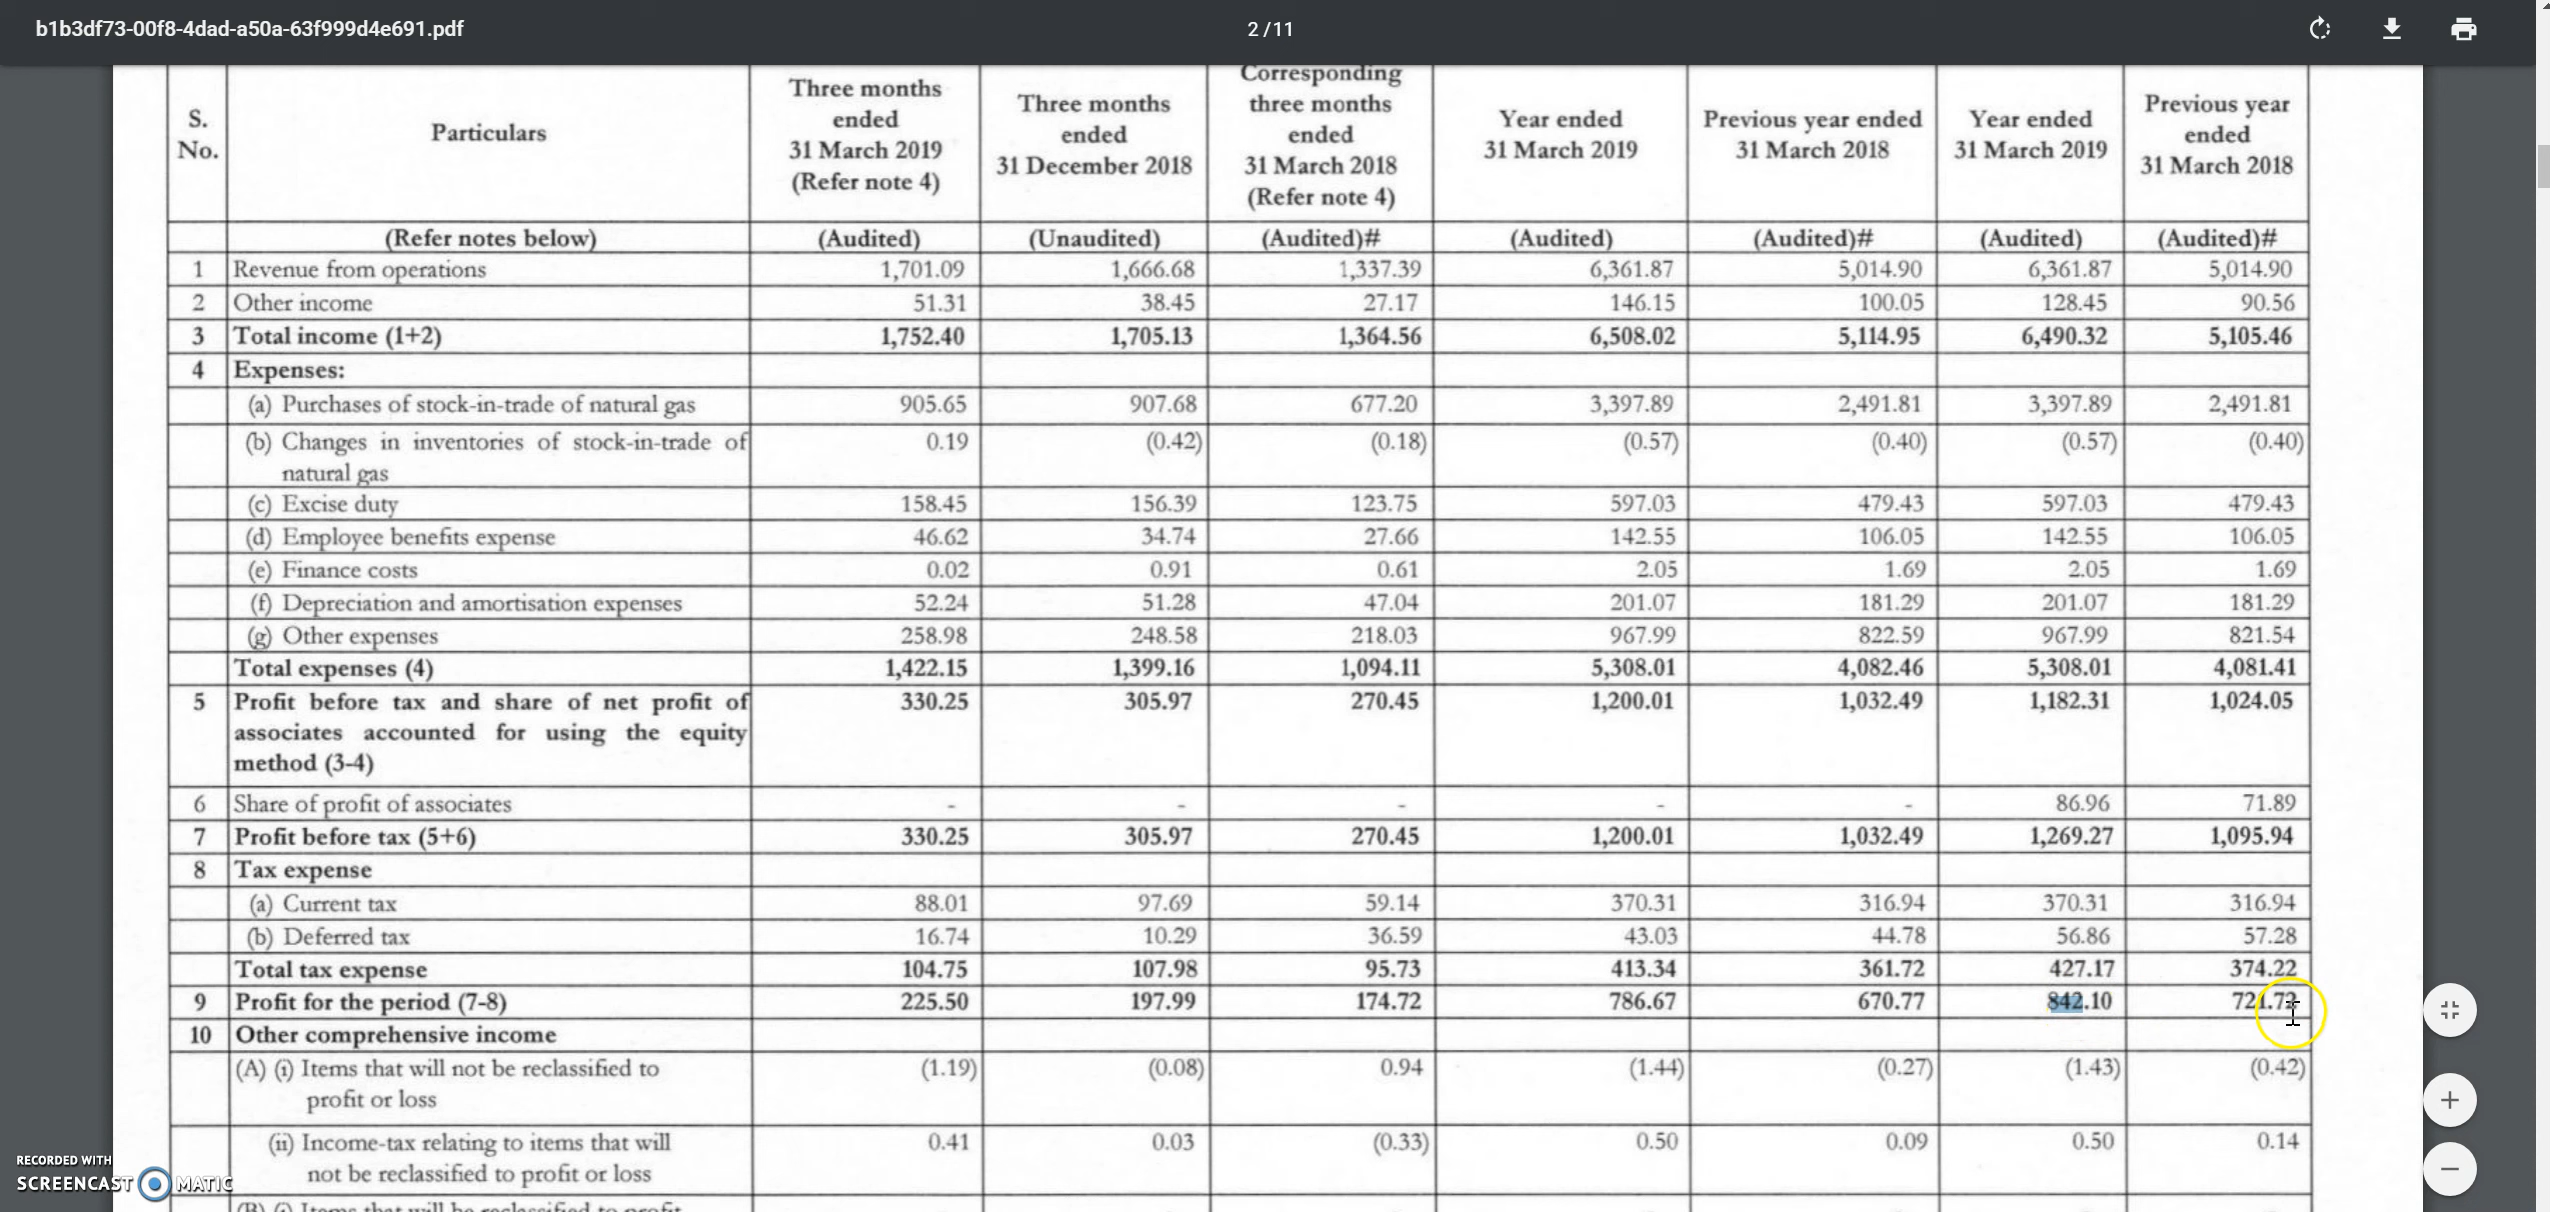 b1b3df73-00f8-4dad-a50a-63f999d4e691.pdf 2 / 11
S. No. Particulars Three months ended 31 March 2019 (Refer note 4) Three months ended 31 December 2018 Corresponding three months ended 31 March 2018 (Refer note 4) Year ended 31 March 2019 Previous year ended 31 March 2018 Year ended 31 March 2019 Previous year ended 31 March 2018
(Refer notes below) (Audited) (Unaudited) (Audited)# (Audited) (Audited)# (Audited) (Audited)#
1 Revenue from operations 1,701.09 1,666.68 1,337.39 6,361.87 5,014.90 6,361.87 5,014.90
2 Other income 51.31 38.45 27.17 146.15 100.05 128.45 90.56
3 Total income (1+2) 1,752.40 1,705.13 1,364.56 6,508.02 5,114.95 6,490.32 5,105.46
4 Expenses:
(a) Purchases of stock-in-trade of natural gas 905.65 907.68 677.20 3,397.89 2,491.81 3,397.89 2,491.81
(b) Changes in inventories of stock-in-trade of 0.19 (0.42) (0.18) (0.57) (0.40) (0.57) (0.40)
natural gas
(c) Excise duty 158.45 156.39 123.75 597.03 479.43 597.03 479.43
(d) Employee benefits expense 46.62 34.74 27.66 142.55 106.05 142.55 106.05
(e) Finance costs 0.02 0.91 0.61 2.05 1.69 2.05 1.69
(f) Depreciation and amortisation expenses 52.24 51.28 47.04 201.07 181.29 201.07 181.29
(g) Other expenses 258.98 248.58 218.03 967.99 822.59 967.99 821.54
Total expenses (4) 1,422.15 1,399.16 1,094.11 5,308.01 4,082.46 5,308.01 4,081.41
5 Profit before tax and share of net profit of 330.25 305.97 270.45 1,200.01 1,032.49 1,182.31 1,024.05
associates accounted for using the equity
method (3-4)
6 Share of profit of associates - - - - - 86.96 71.89
7 Profit before tax (5+6) 330.25 305.97 270.45 1,200.01 1,032.49 1,269.27 1,095.94
8 Tax expense
(a) Current tax 88.01 97.69 59.14 370.31 316.94 370.31 316.94
(b) Deferred tax 16.74 10.29 36.59 43.03 44.78 56.86 57.28
Total tax expense 104.75 107.98 95.73 413.34 361.72 427.17 374.22
9 Profit for the period (7-8) 225.50 197.99 174.72 786.67 670.77 842.10 721.72
10 Other comprehensive income
(A) (i) Items that will not be reclassified to (1.19) (0.08) 0.94 (1.44) (0.27) (1.43) (0.42)
profit or loss
(ii) Income-tax relating to items that will 0.41 0.03 (0.33) 0.50 0.09 0.50 0.14
not be reclassified to profit or loss
(B) (i) Items that will be reclassified to profit
RECORDED WITH
SCREENCAST MATIC